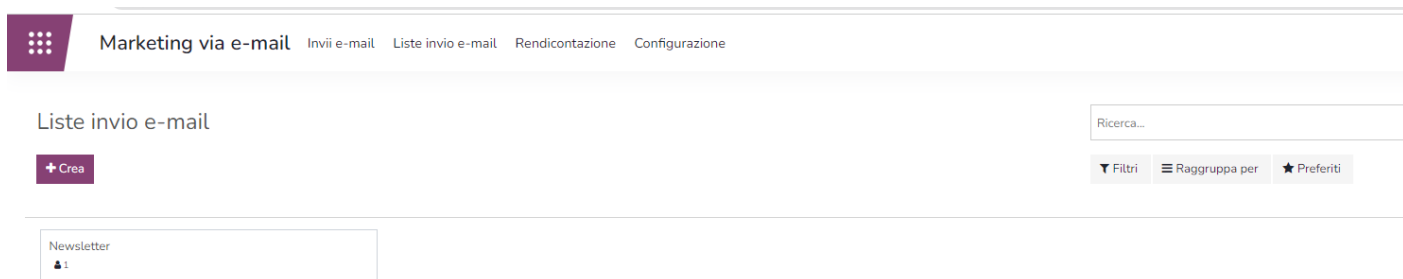 Marketing via e-mail Invii e-mail Liste invio e-mail Rendicontazione Configurazione
Liste invio e-mail
Ricerca...
+ Crea
Filtri Raggruppa per Preferiti
Newsletter
1